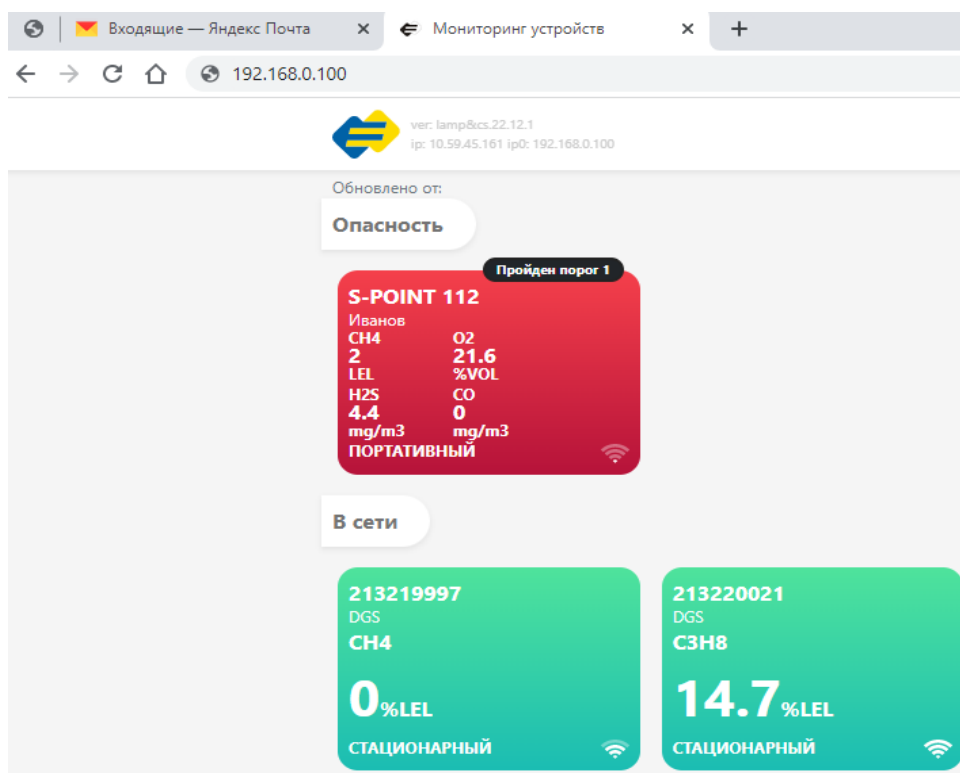 Входящие — Яндекс Почта
Мониторинг устройств
192.168.0.100
ver: lamp&cs.22.12.1
ip: 10.59.45.161 ip0: 192.168.0.100
Обновлено от:
Опасность
Пройден порог 1
S-POINT 112
Иванов
CH4 O2
2 21.6
LEL %VOL
H2S CO
4.4 0
mg/m3 mg/m3
ПОРТАТИВНЫЙ
В сети
213219997
DGS
CH4
0%LEL
СТАЦИОНАРНЫЙ
213220021
DGS
C3H8
14.7%LEL
СТАЦИОНАРНЫЙ